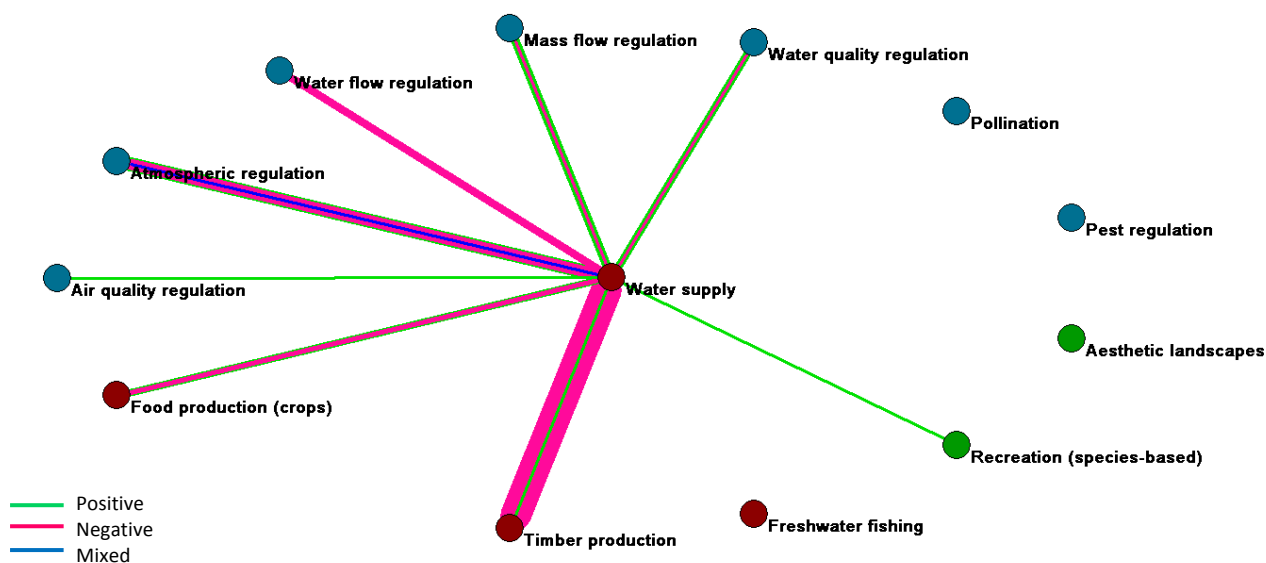 Mass flow regulation
Water quality regulation
Water flow regulation
Pollination
Atmospheric regulation
Pest regulation
Air quality regulation
Water supply
Aesthetic landscapes
Food production (crops)
Recreation (species-based)
Positive
Freshwater fishing
Negative
Timber production
Mixed